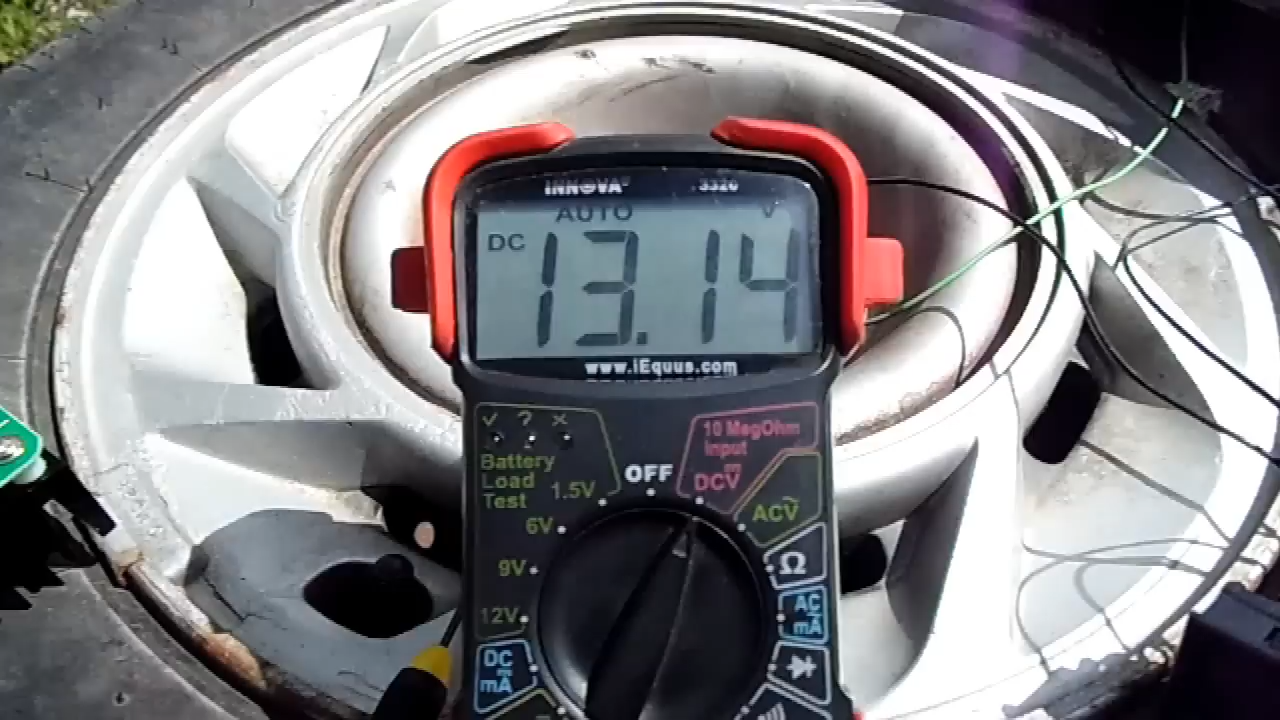 INNOVA 3320
AUTO V
DC 13.14
www.iEquus.com
✓ ? ✕
Battery
Load
Test
1.5V
6V
9V
12V
DC
mA
OFF
10 MegOhm
Input
DCV
ACV
Ω
AC
mA